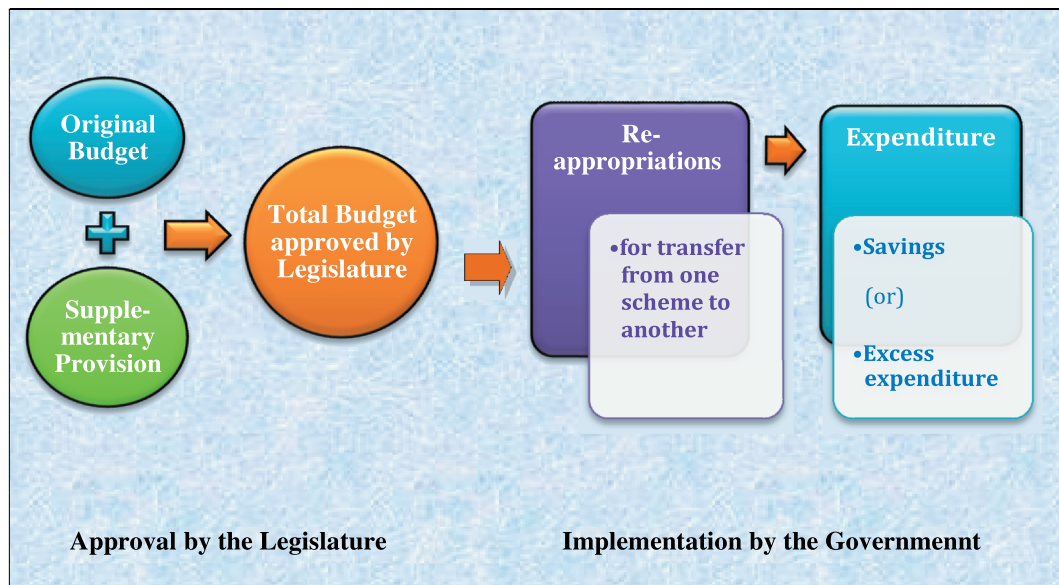 Original
Budget
Supple-
mentary
Provision
Total Budget
approved by
Legislature
Re-
appropriations
•for transfer
from one
scheme to
another
Expenditure
•Savings
(or)
•Excess
expenditure
Approval by the Legislature
Implementation by the Governmennt